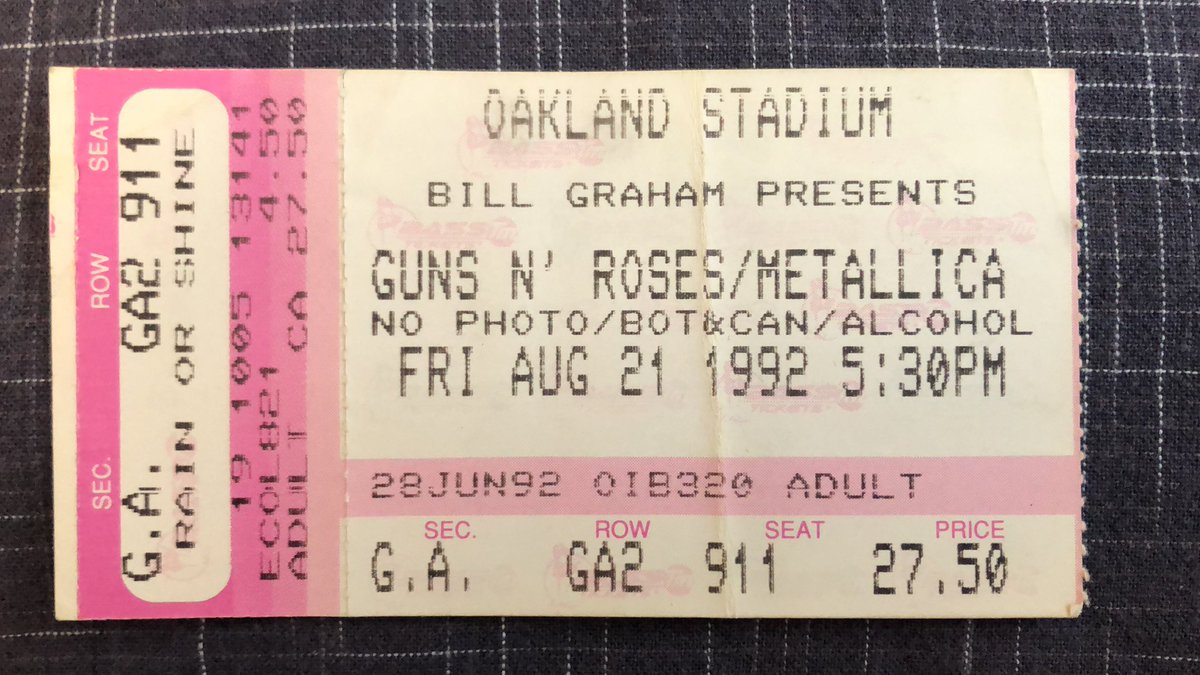 SEC. ROW SEAT
G.A. GA2 911
RAIN OR SHINE
19 1005 13141
ECOL821 4.50
ADULT CA 27.50
OAKLAND STADIUM
BILL GRAHAM PRESENTS
GUNS N' ROSES/METALLICA
NO PHOTO/BOT&CAN/ALCOHOL
FRI AUG 21 1992 5:30PM
28JUN92 OIB320 ADULT
SEC. ROW SEAT PRICE
G.A. GA2 911 27.50